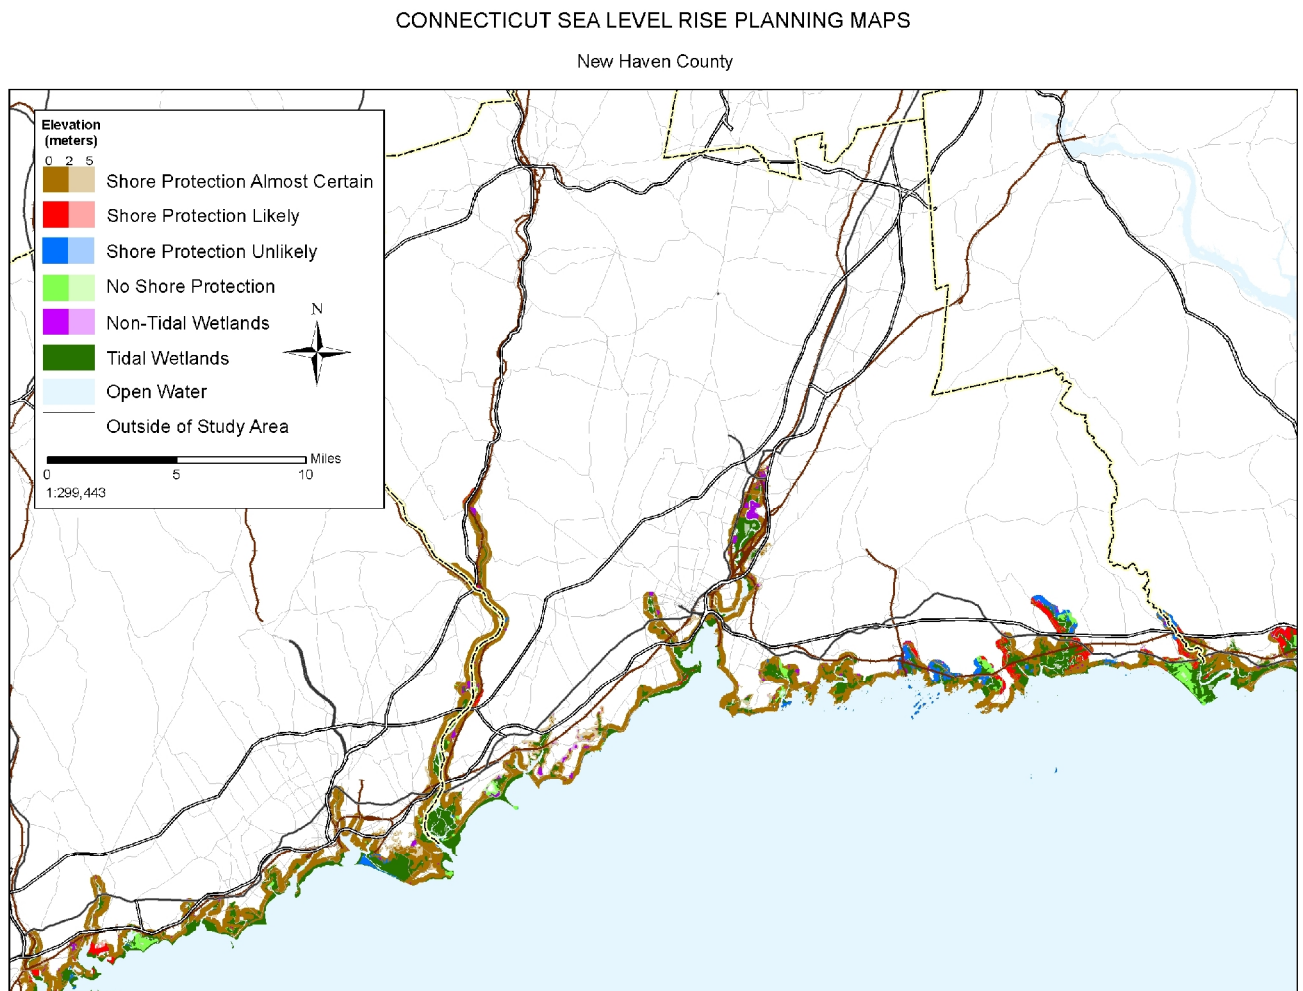 CONNECTICUT SEA LEVEL RISE PLANNING MAPS
New Haven County
Elevation
(meters)
0 2 5
Shore Protection Almost Certain
Shore Protection Likely
Shore Protection Unlikely
No Shore Protection
N
Non-Tidal Wetlands
Tidal Wetlands
Open Water
Outside of Study Area
Miles
0 5 10
1:299,443